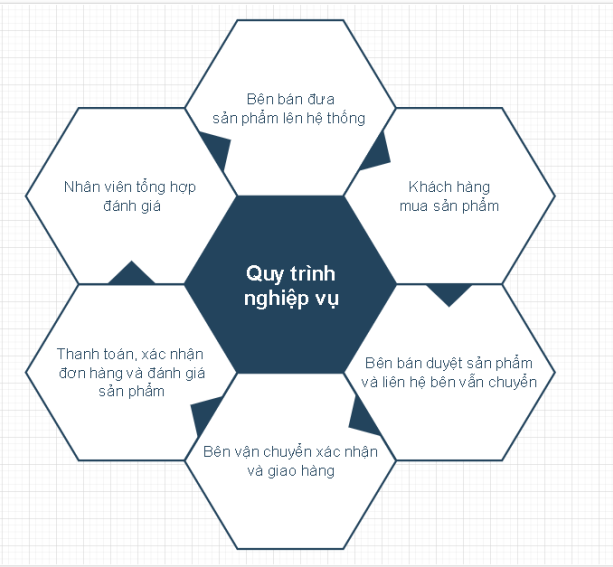 Bên bán đưa
sản phẩm lên hệ thống
Khách hàng
mua sản phẩm
Bên bán duyệt sản phẩm
và liên hệ bên vẫn chuyển
Bên vận chuyển xác nhận
và giao hàng
Thanh toán, xác nhận
đơn hàng và đánh giá
sản phẩm
Nhân viên tổng hợp
đánh giá
Quy trình
nghiệp vụ